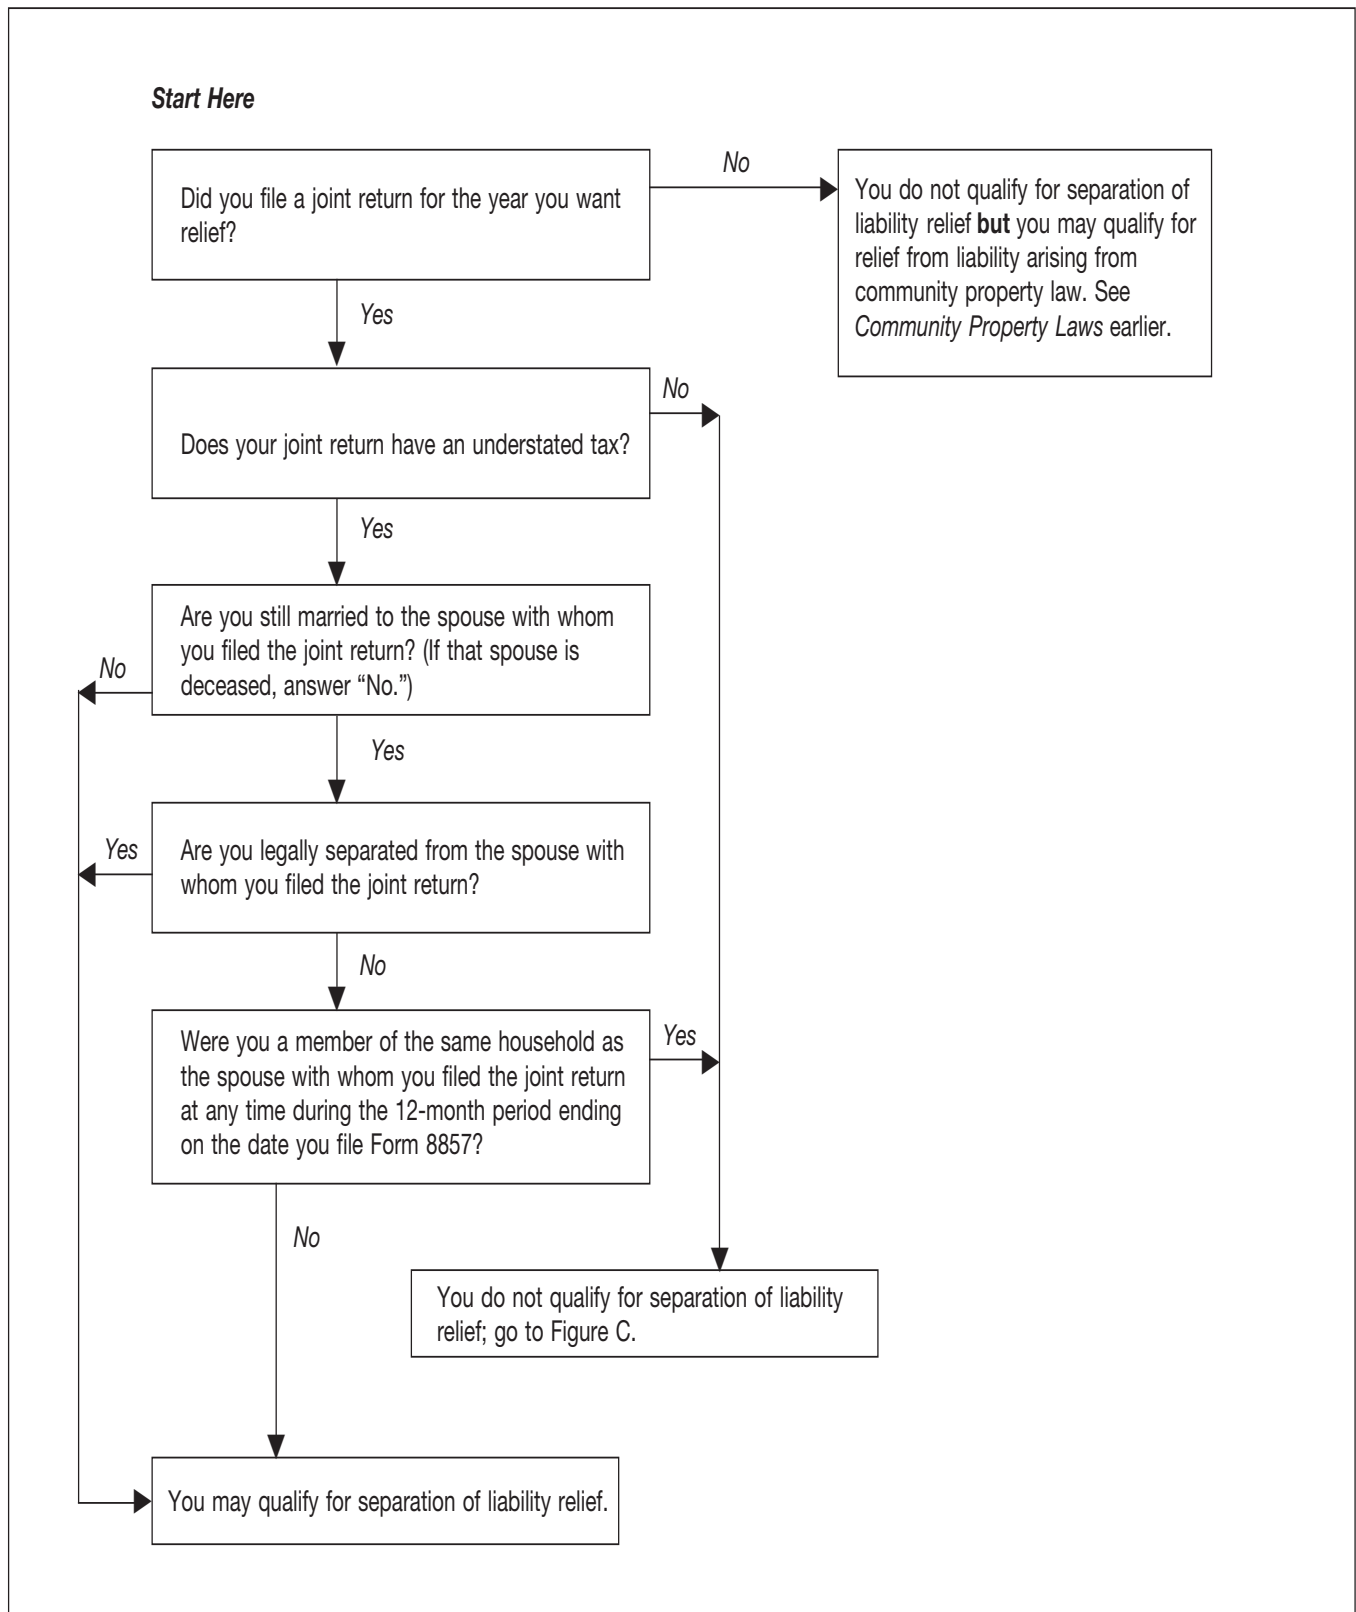 Start Here
Did you file a joint return for the year you want
relief?
No
You do not qualify for separation of
liability relief but you may qualify for
relief from liability arising from
community property law. See
Community Property Laws earlier.
Yes
Does your joint return have an understated tax?
No
Yes
Are you still married to the spouse with whom
you filed the joint return? (If that spouse is
deceased, answer “No.”)
No
Yes
Are you legally separated from the spouse with
whom you filed the joint return?
Yes
No
Were you a member of the same household as
the spouse with whom you filed the joint return
at any time during the 12-month period ending
on the date you file Form 8857?
Yes
No
You do not qualify for separation of liability
relief; go to Figure C.
You may qualify for separation of liability relief.